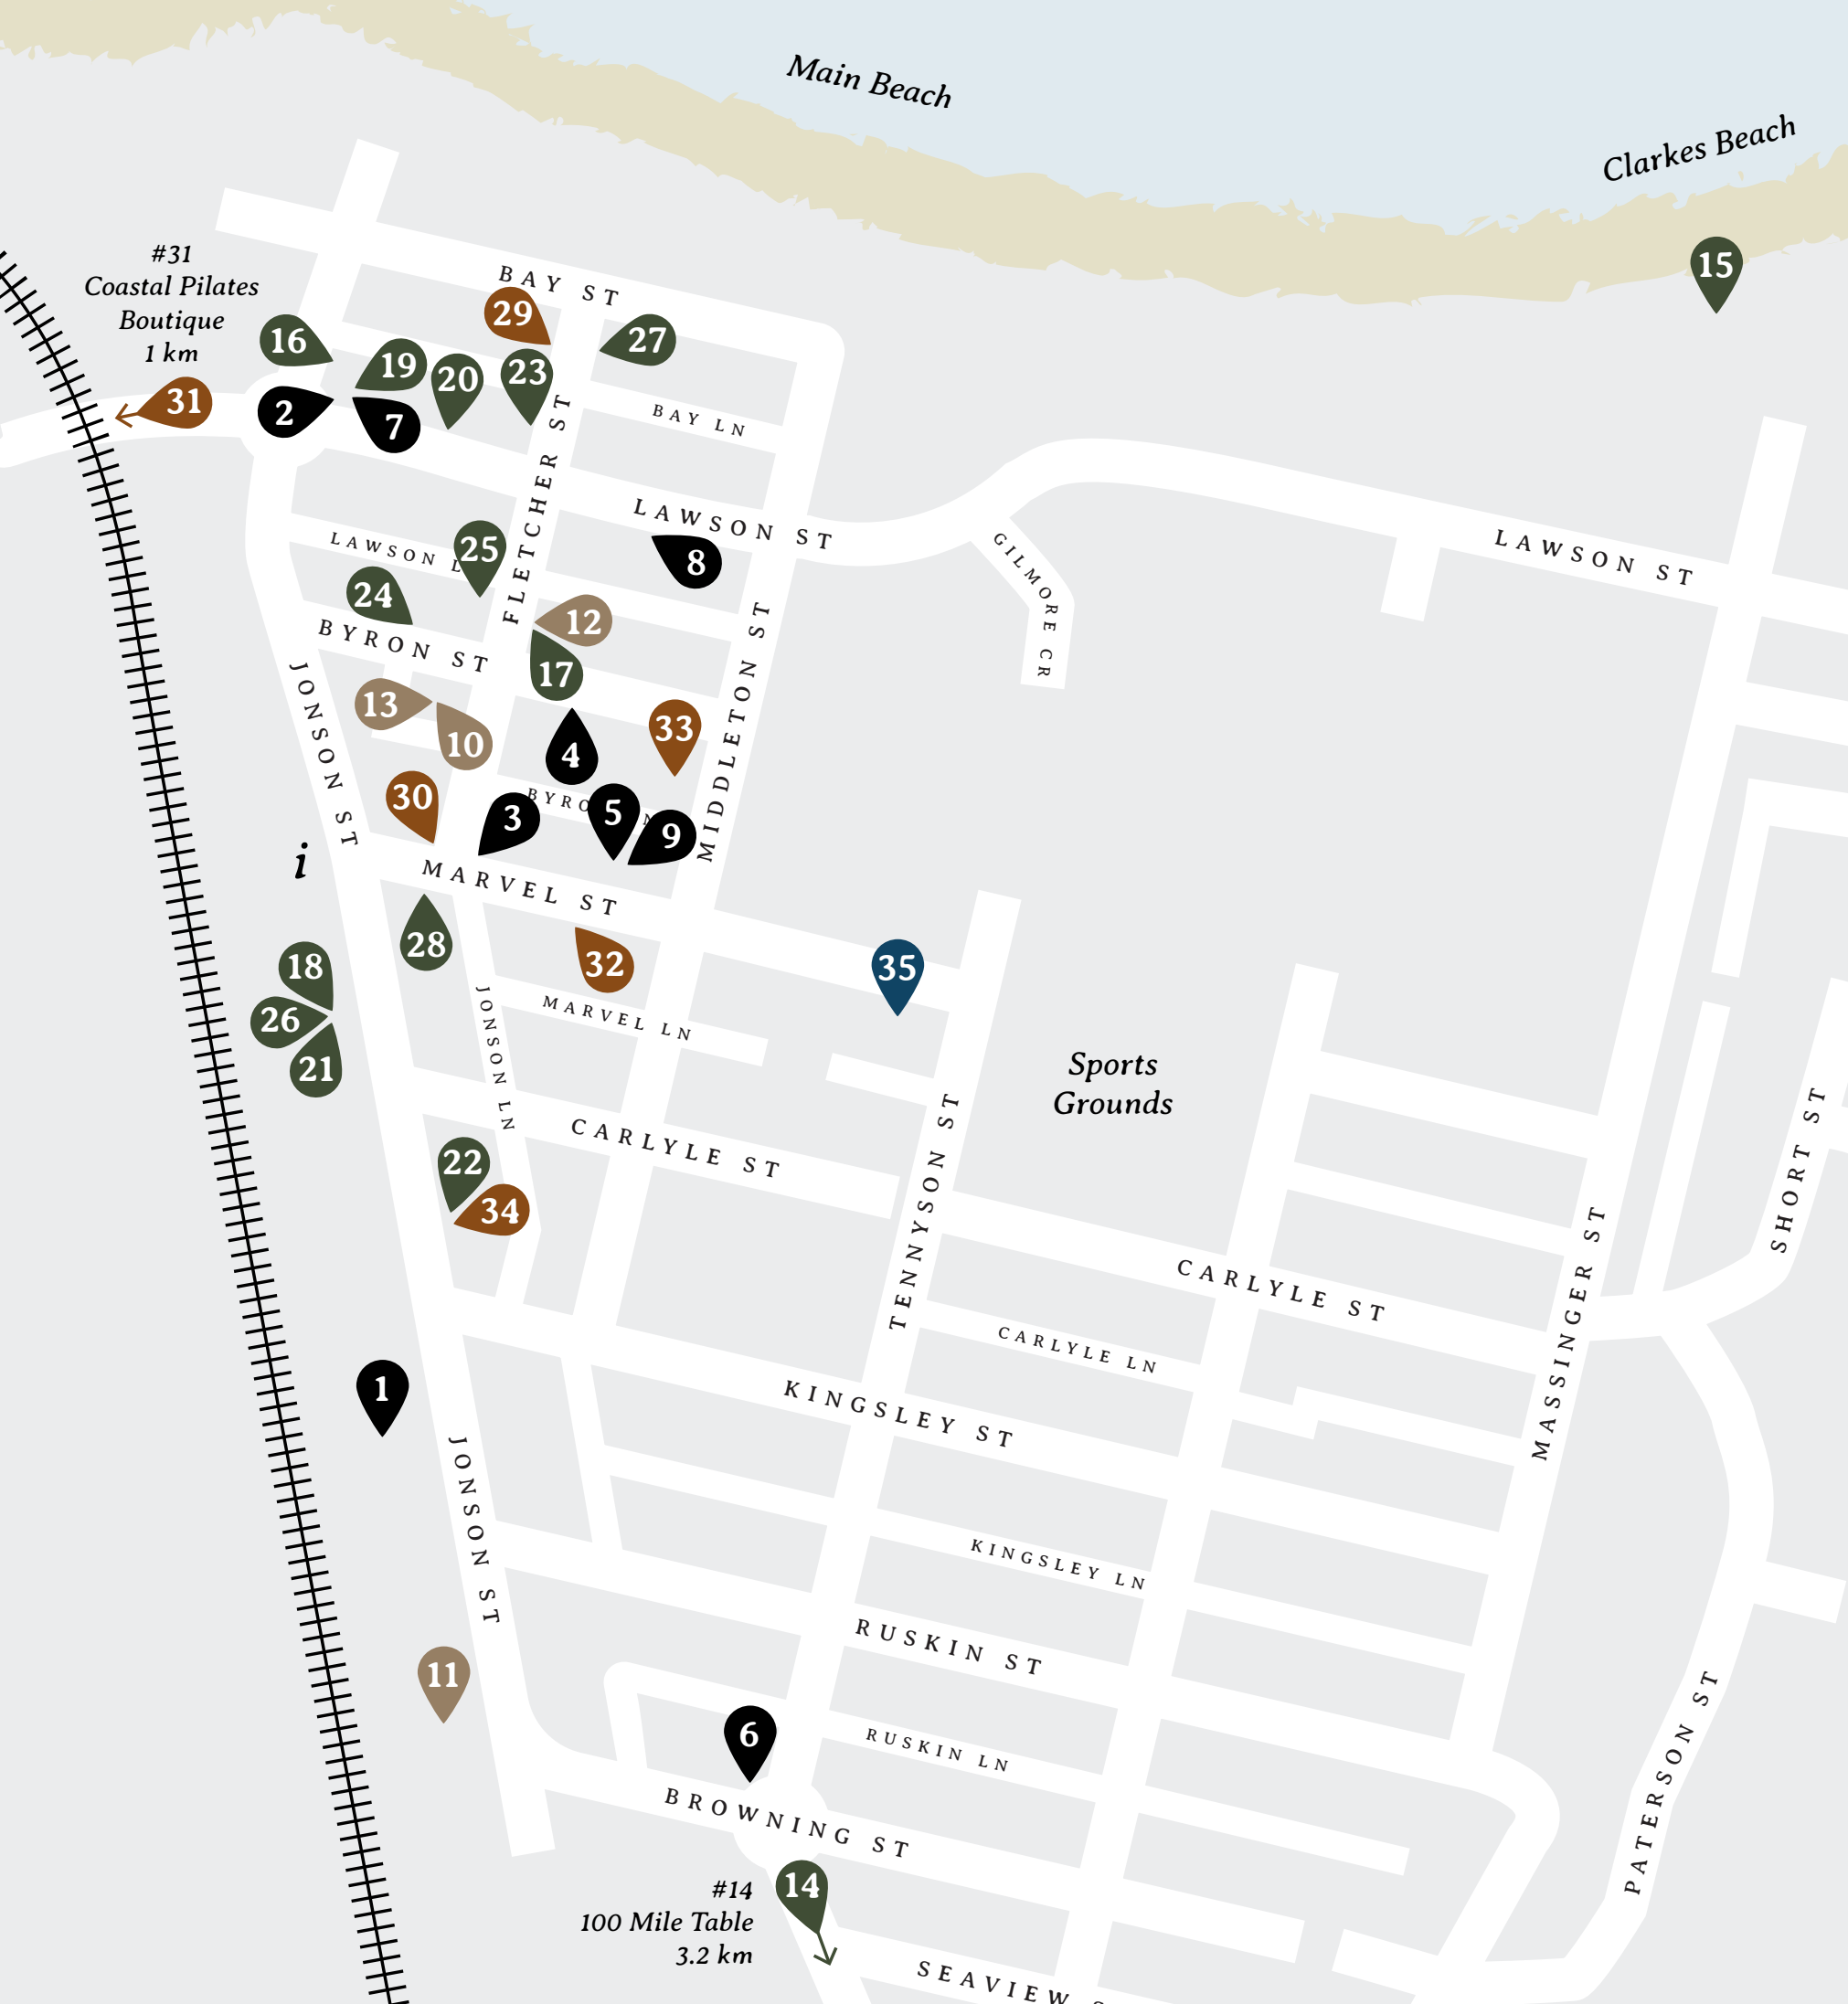 Main Beach
Clarkes Beach
15
#31
Coastal Pilates
Boutique
1 km
BAY ST
29
27
16
19
20
23
31
2
7
BAY LN
FLETCHER ST
LAWSON ST
LAWSON ST
LAWSON L
25
8
GILMORE CR
24
12
BYRON ST
17
MIDDLETON ST
JONSON ST
13
10
4
33
30
3
BYRO
5
9
i
MARVEL ST
28
32
35
18
26
21
JONSON LN
MARVEL LN
Sports
Grounds
TENNYSON ST
SHORT ST
CARLYLE ST
22
34
MASSINGER ST
CARLYLE ST
CARLYLE LN
1
KINGSLEY ST
JONSON ST
KINGSLEY LN
RUSKIN ST
11
6
RUSKIN LN
PATERSON ST
BROWNING ST
14
#14
100 Mile Table
3.2 km
SEAVIEW